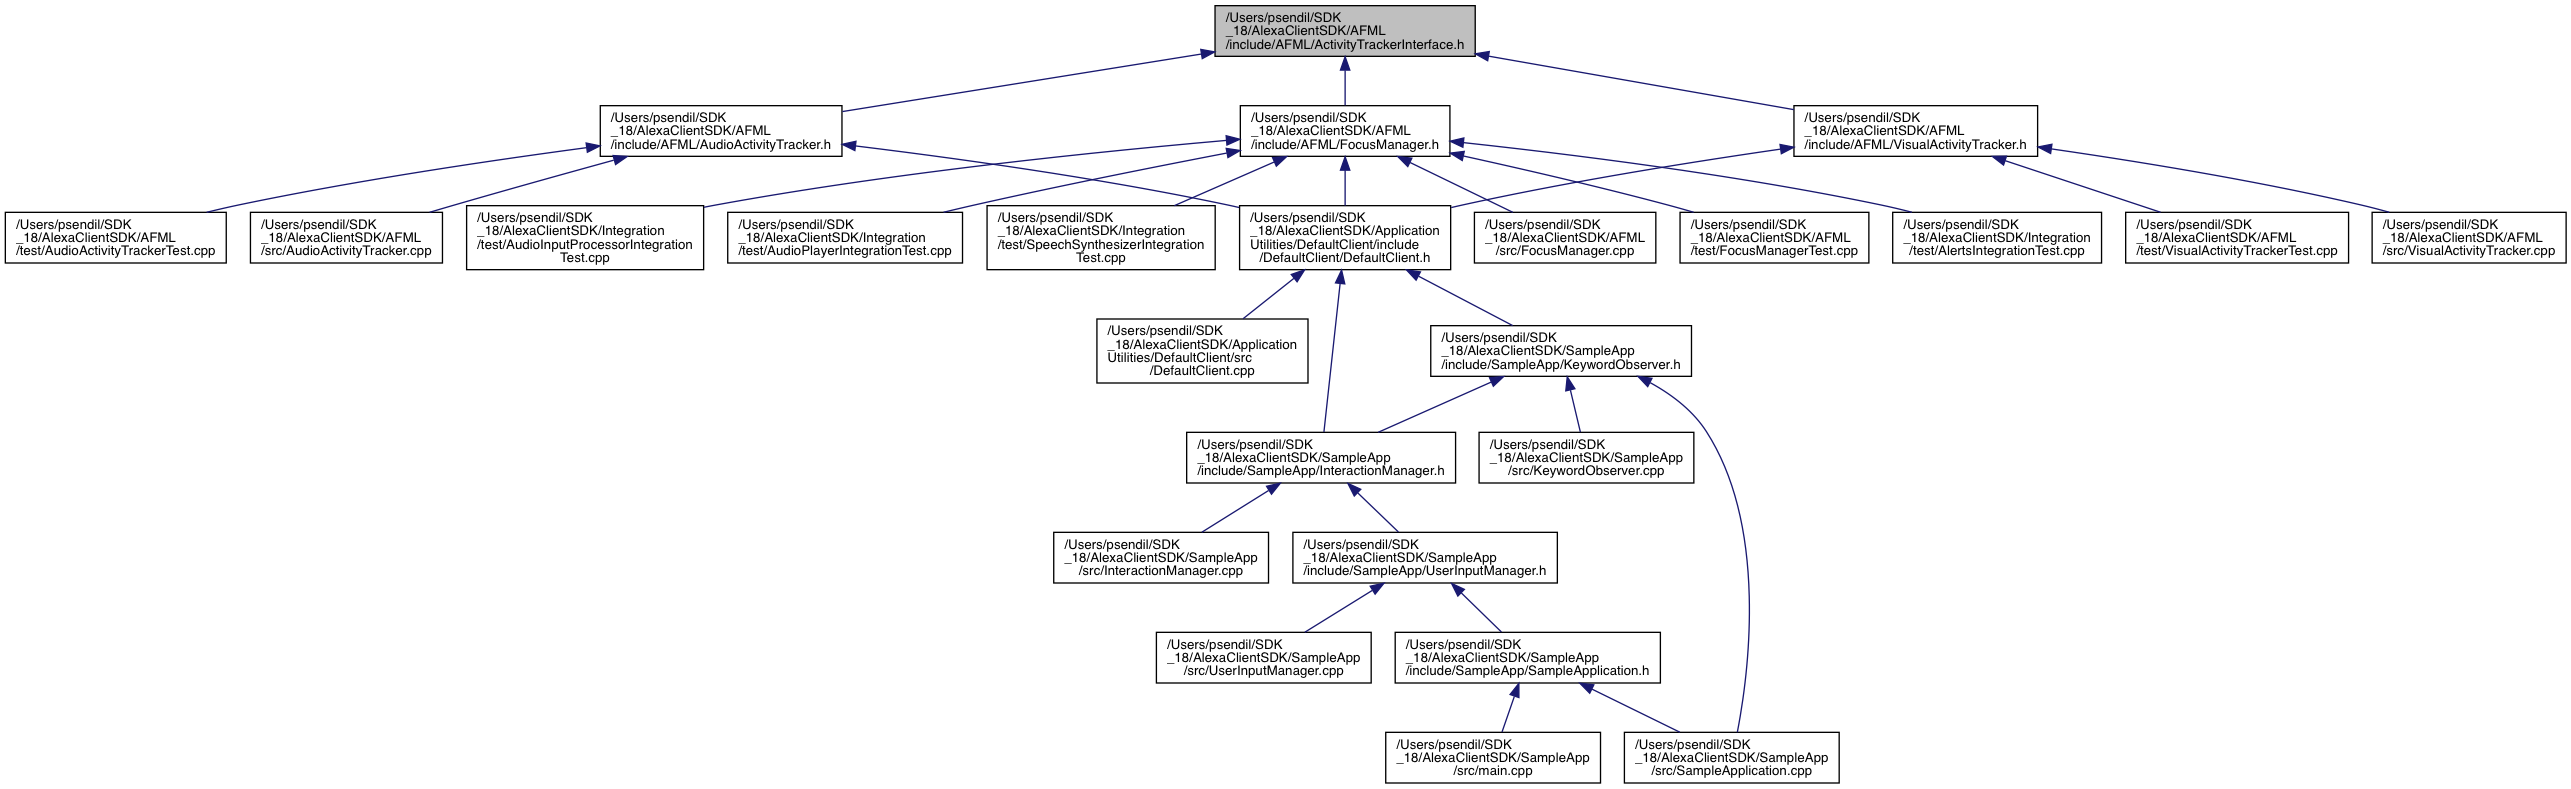 /Users/psendil/SDK
_18/AlexaClientSDK/AFML
/include/AFML/ActivityTrackerInterface.h
/Users/psendil/SDK
_18/AlexaClientSDK/AFML
/include/AFML/AudioActivityTracker.h
/Users/psendil/SDK
_18/AlexaClientSDK/AFML
/include/AFML/FocusManager.h
/Users/psendil/SDK
_18/AlexaClientSDK/AFML
/include/AFML/VisualActivityTracker.h
/Users/psendil/SDK
_18/AlexaClientSDK/AFML
/test/AudioActivityTrackerTest.cpp
/Users/psendil/SDK
_18/AlexaClientSDK/AFML
/src/AudioActivityTracker.cpp
/Users/psendil/SDK
_18/AlexaClientSDK/Integration
/test/AudioInputProcessorIntegration
Test.cpp
/Users/psendil/SDK
_18/AlexaClientSDK/Integration
/test/AudioPlayerIntegrationTest.cpp
/Users/psendil/SDK
_18/AlexaClientSDK/Integration
/test/SpeechSynthesizerIntegration
Test.cpp
/Users/psendil/SDK
_18/AlexaClientSDK/Application
Utilities/DefaultClient/include
/DefaultClient/DefaultClient.h
/Users/psendil/SDK
_18/AlexaClientSDK/AFML
/src/FocusManager.cpp
/Users/psendil/SDK
_18/AlexaClientSDK/AFML
/test/FocusManagerTest.cpp
/Users/psendil/SDK
_18/AlexaClientSDK/Integration
/test/AlertsIntegrationTest.cpp
/Users/psendil/SDK
_18/AlexaClientSDK/AFML
/test/VisualActivityTrackerTest.cpp
/Users/psendil/SDK
_18/AlexaClientSDK/AFML
/src/VisualActivityTracker.cpp
/Users/psendil/SDK
_18/AlexaClientSDK/Application
Utilities/DefaultClient/src
/DefaultClient.cpp
/Users/psendil/SDK
_18/AlexaClientSDK/SampleApp
/include/SampleApp/KeywordObserver.h
/Users/psendil/SDK
_18/AlexaClientSDK/SampleApp
/include/SampleApp/InteractionManager.h
/Users/psendil/SDK
_18/AlexaClientSDK/SampleApp
/src/KeywordObserver.cpp
/Users/psendil/SDK
_18/AlexaClientSDK/SampleApp
/src/InteractionManager.cpp
/Users/psendil/SDK
_18/AlexaClientSDK/SampleApp
/include/SampleApp/UserInputManager.h
/Users/psendil/SDK
_18/AlexaClientSDK/SampleApp
/src/UserInputManager.cpp
/Users/psendil/SDK
_18/AlexaClientSDK/SampleApp
/include/SampleApp/SampleApplication.h
/Users/psendil/SDK
_18/AlexaClientSDK/SampleApp
/src/main.cpp
/Users/psendil/SDK
_18/AlexaClientSDK/SampleApp
/src/SampleApplication.cpp